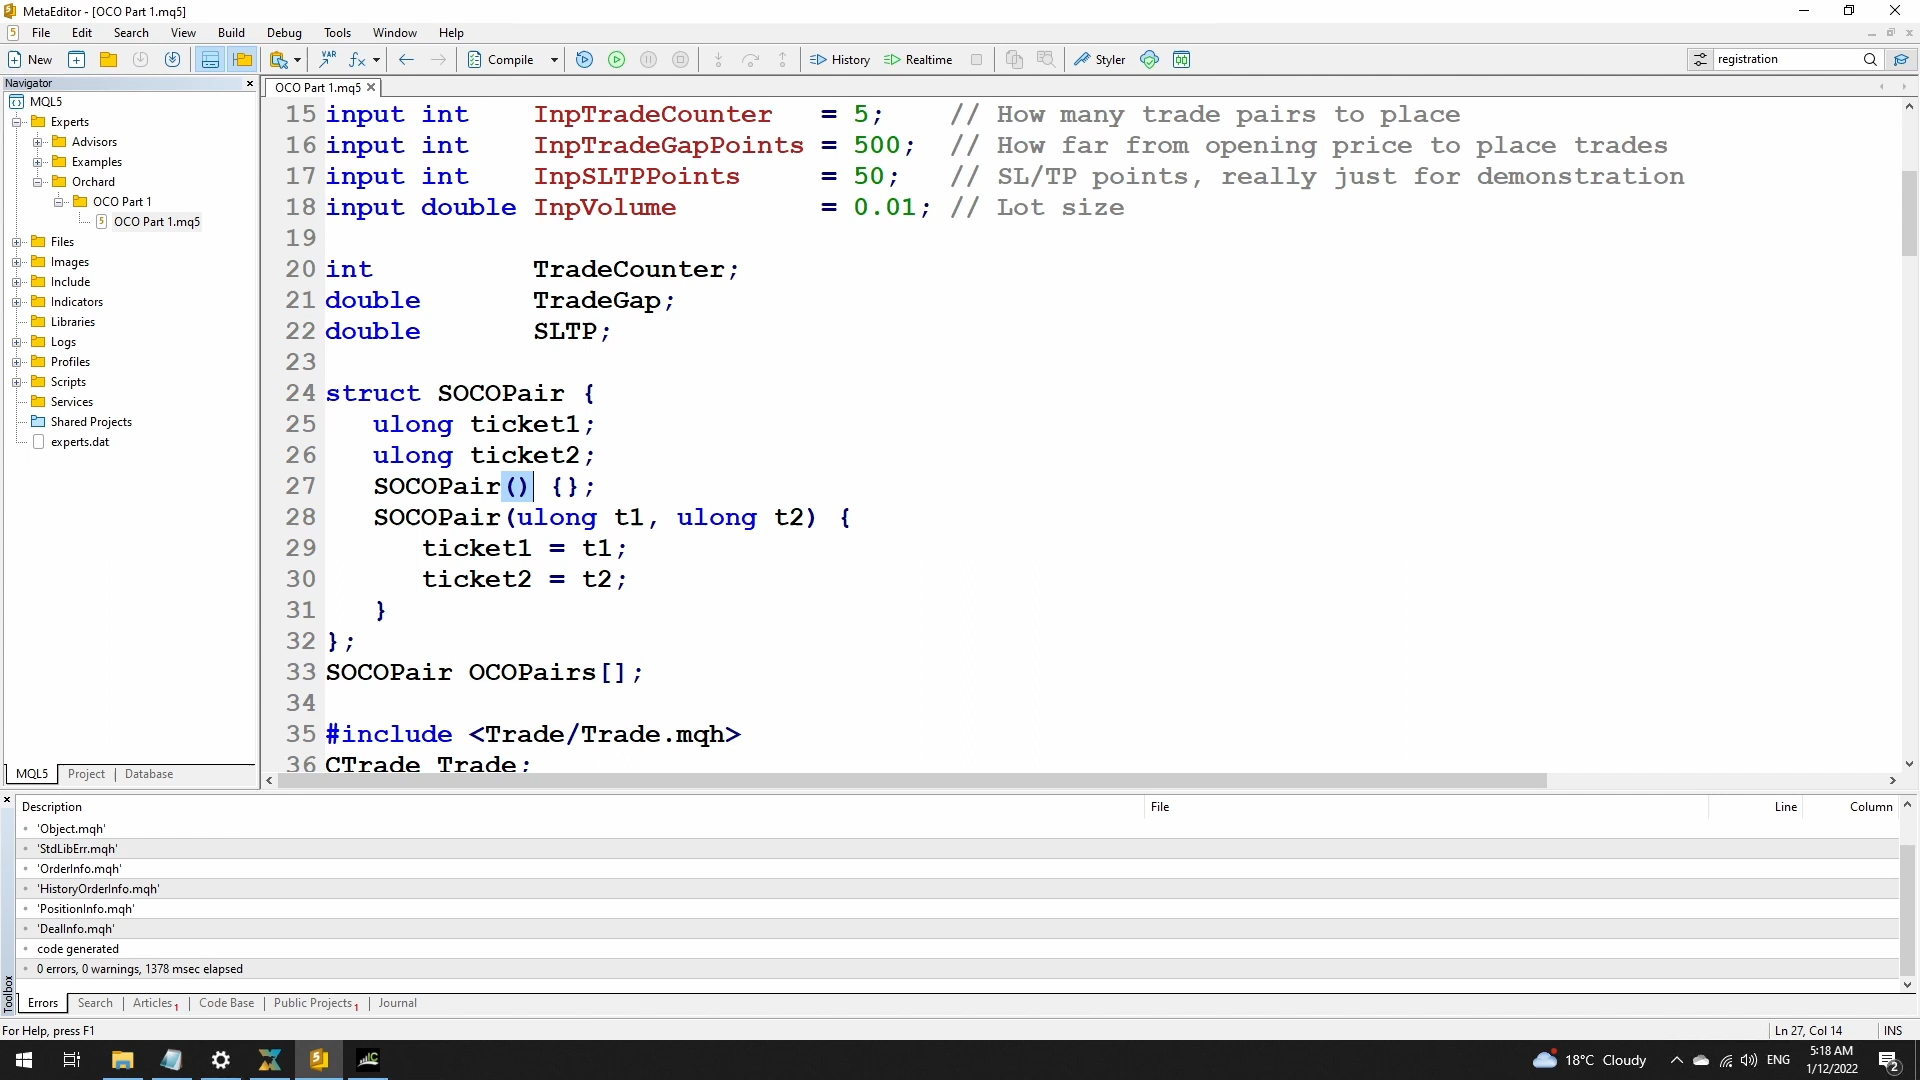 MetaEditor - [OCO Part 1.mq5]
File Edit Search View Build Debug Tools Window Help
New VAR Compile History Realtime Styler registration
Navigator
OCO Part 1.mq5
MQL5
Experts
Advisors
Examples
Orchard
OCO Part 1
OCO Part 1.mq5
Files
Images
Include
Indicators
Libraries
Logs
Profiles
Scripts
Services
Shared Projects
experts.dat
MQL5 Project Database
15 input int InpTradeCounter = 5; // How many trade pairs to place
16 input int InpTradeGapPoints = 500; // How far from opening price to place trades
17 input int InpSLTPPoints = 50; // SL/TP points, really just for demonstration
18 input double InpVolume = 0.01; // Lot size
19
20 int TradeCounter;
21 double TradeGap;
22 double SLTP;
23
24 struct SOCOPair {
25 ulong ticket1;
26 ulong ticket2;
27 SOCOPair() {};
28 SOCOPair(ulong t1, ulong t2) {
29 ticket1 = t1;
30 ticket2 = t2;
31 }
32 };
33 SOCOPair OCOPairs[];
34
35 #include <Trade/Trade.mqh>
36 CTrade Trade;
Description File Line Column
'Object.mqh'
'StdLibErr.mqh'
'OrderInfo.mqh'
'HistoryOrderInfo.mqh'
'PositionInfo.mqh'
'DealInfo.mqh'
code generated
0 errors, 0 warnings, 1378 msec elapsed
Toolbox
Errors Search Articles 1 Code Base Public Projects 1 Journal
For Help, press F1 Ln 27, Col 14 INS
18°C Cloudy ENG 5:18 AM
1/12/2022 2